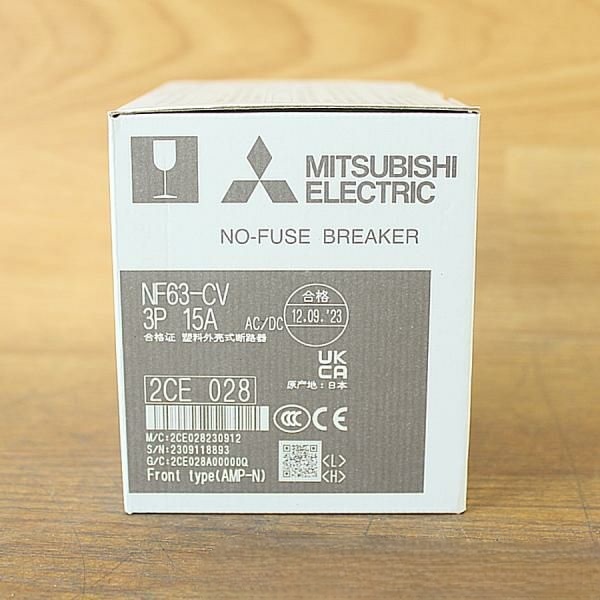 MITSUBISHI
ELECTRIC
NO-FUSE BREAKER
NF63-CV
3P 15A AC/DC
合格
12.09.'23
合格证 塑料外壳式断路器
UK
CA
原产地:日本
2CE 028
CCC CE
M/C:2CE028230912
S/N:2309118893
G/C:2CE028A00000Q
Front type(AMP-N)
<L>
<H>